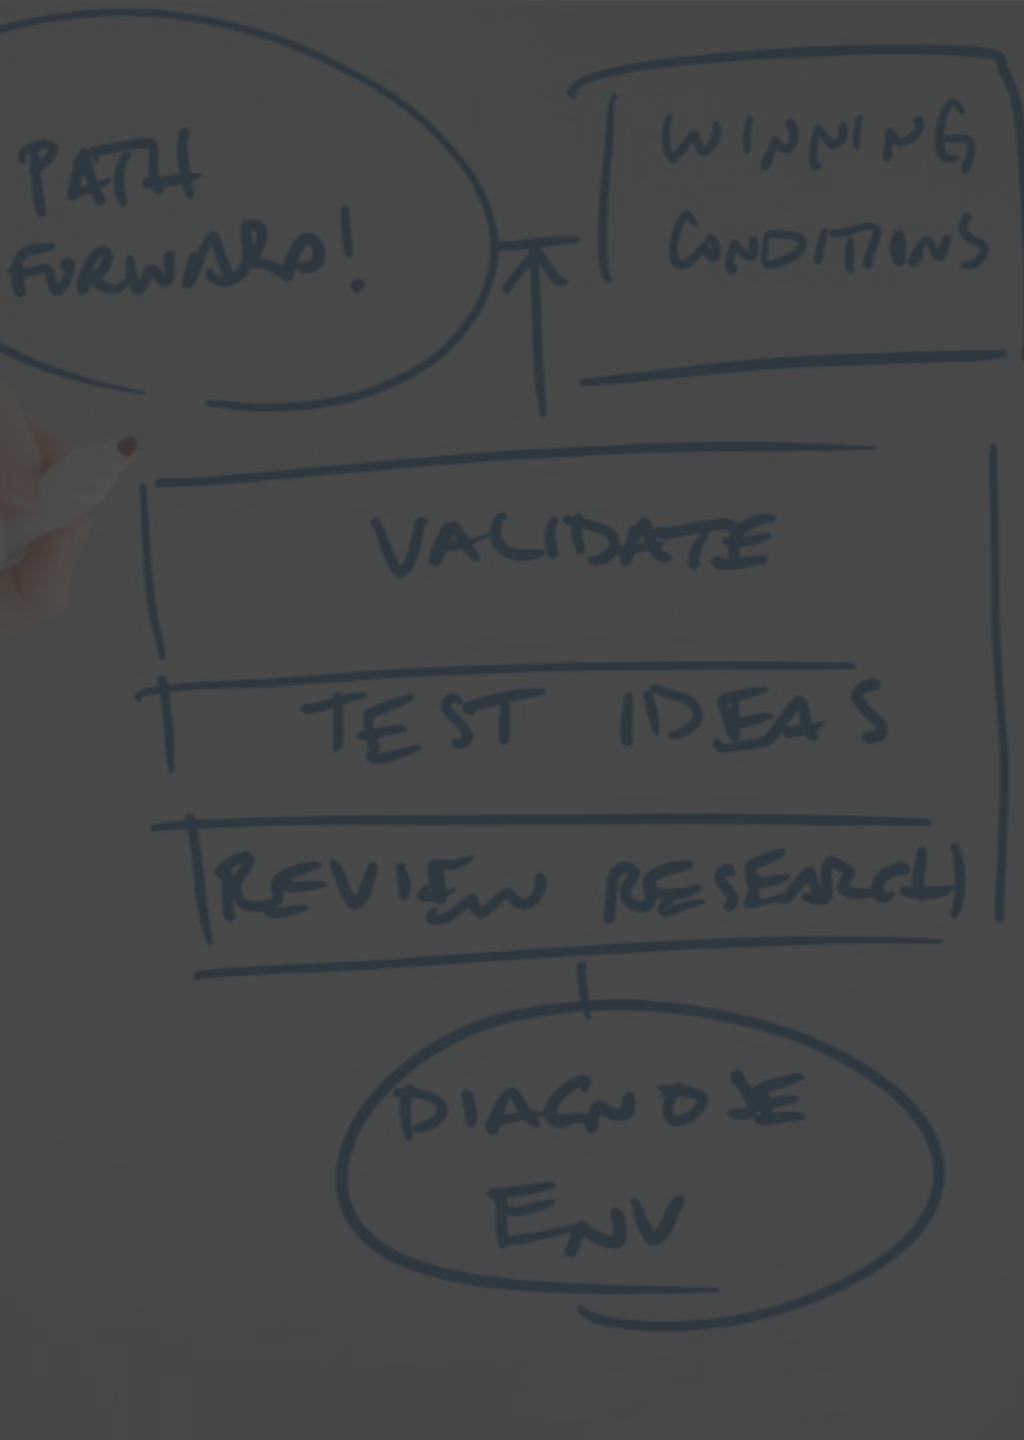 PATH
FORWARD!
WINNING
CONDITIONS
VALIDATE
TEST IDEAS
REVIEW RESEARCH
DIAGNOSE
ENV